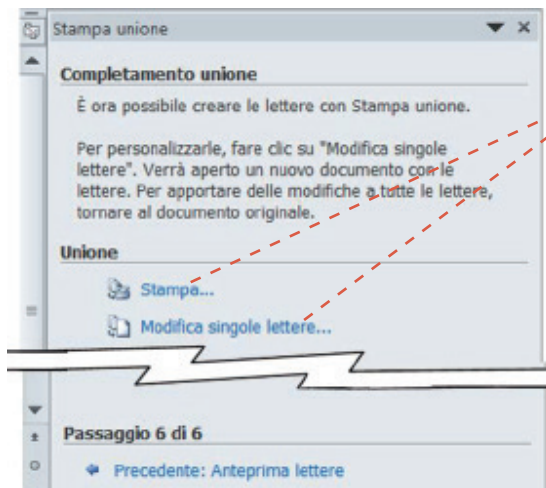 Stampa unione
Completamento unione
È ora possibile creare le lettere con Stampa unione.
Per personalizzarle, fare clic su "Modifica singole
lettere". Verrà aperto un nuovo documento con le
lettere. Per apportare delle modifiche a tutte le lettere,
tornare al documento originale.
Unione
Stampa...
Modifica singole lettere...
Passaggio 6 di 6
Precedente: Anteprima lettere